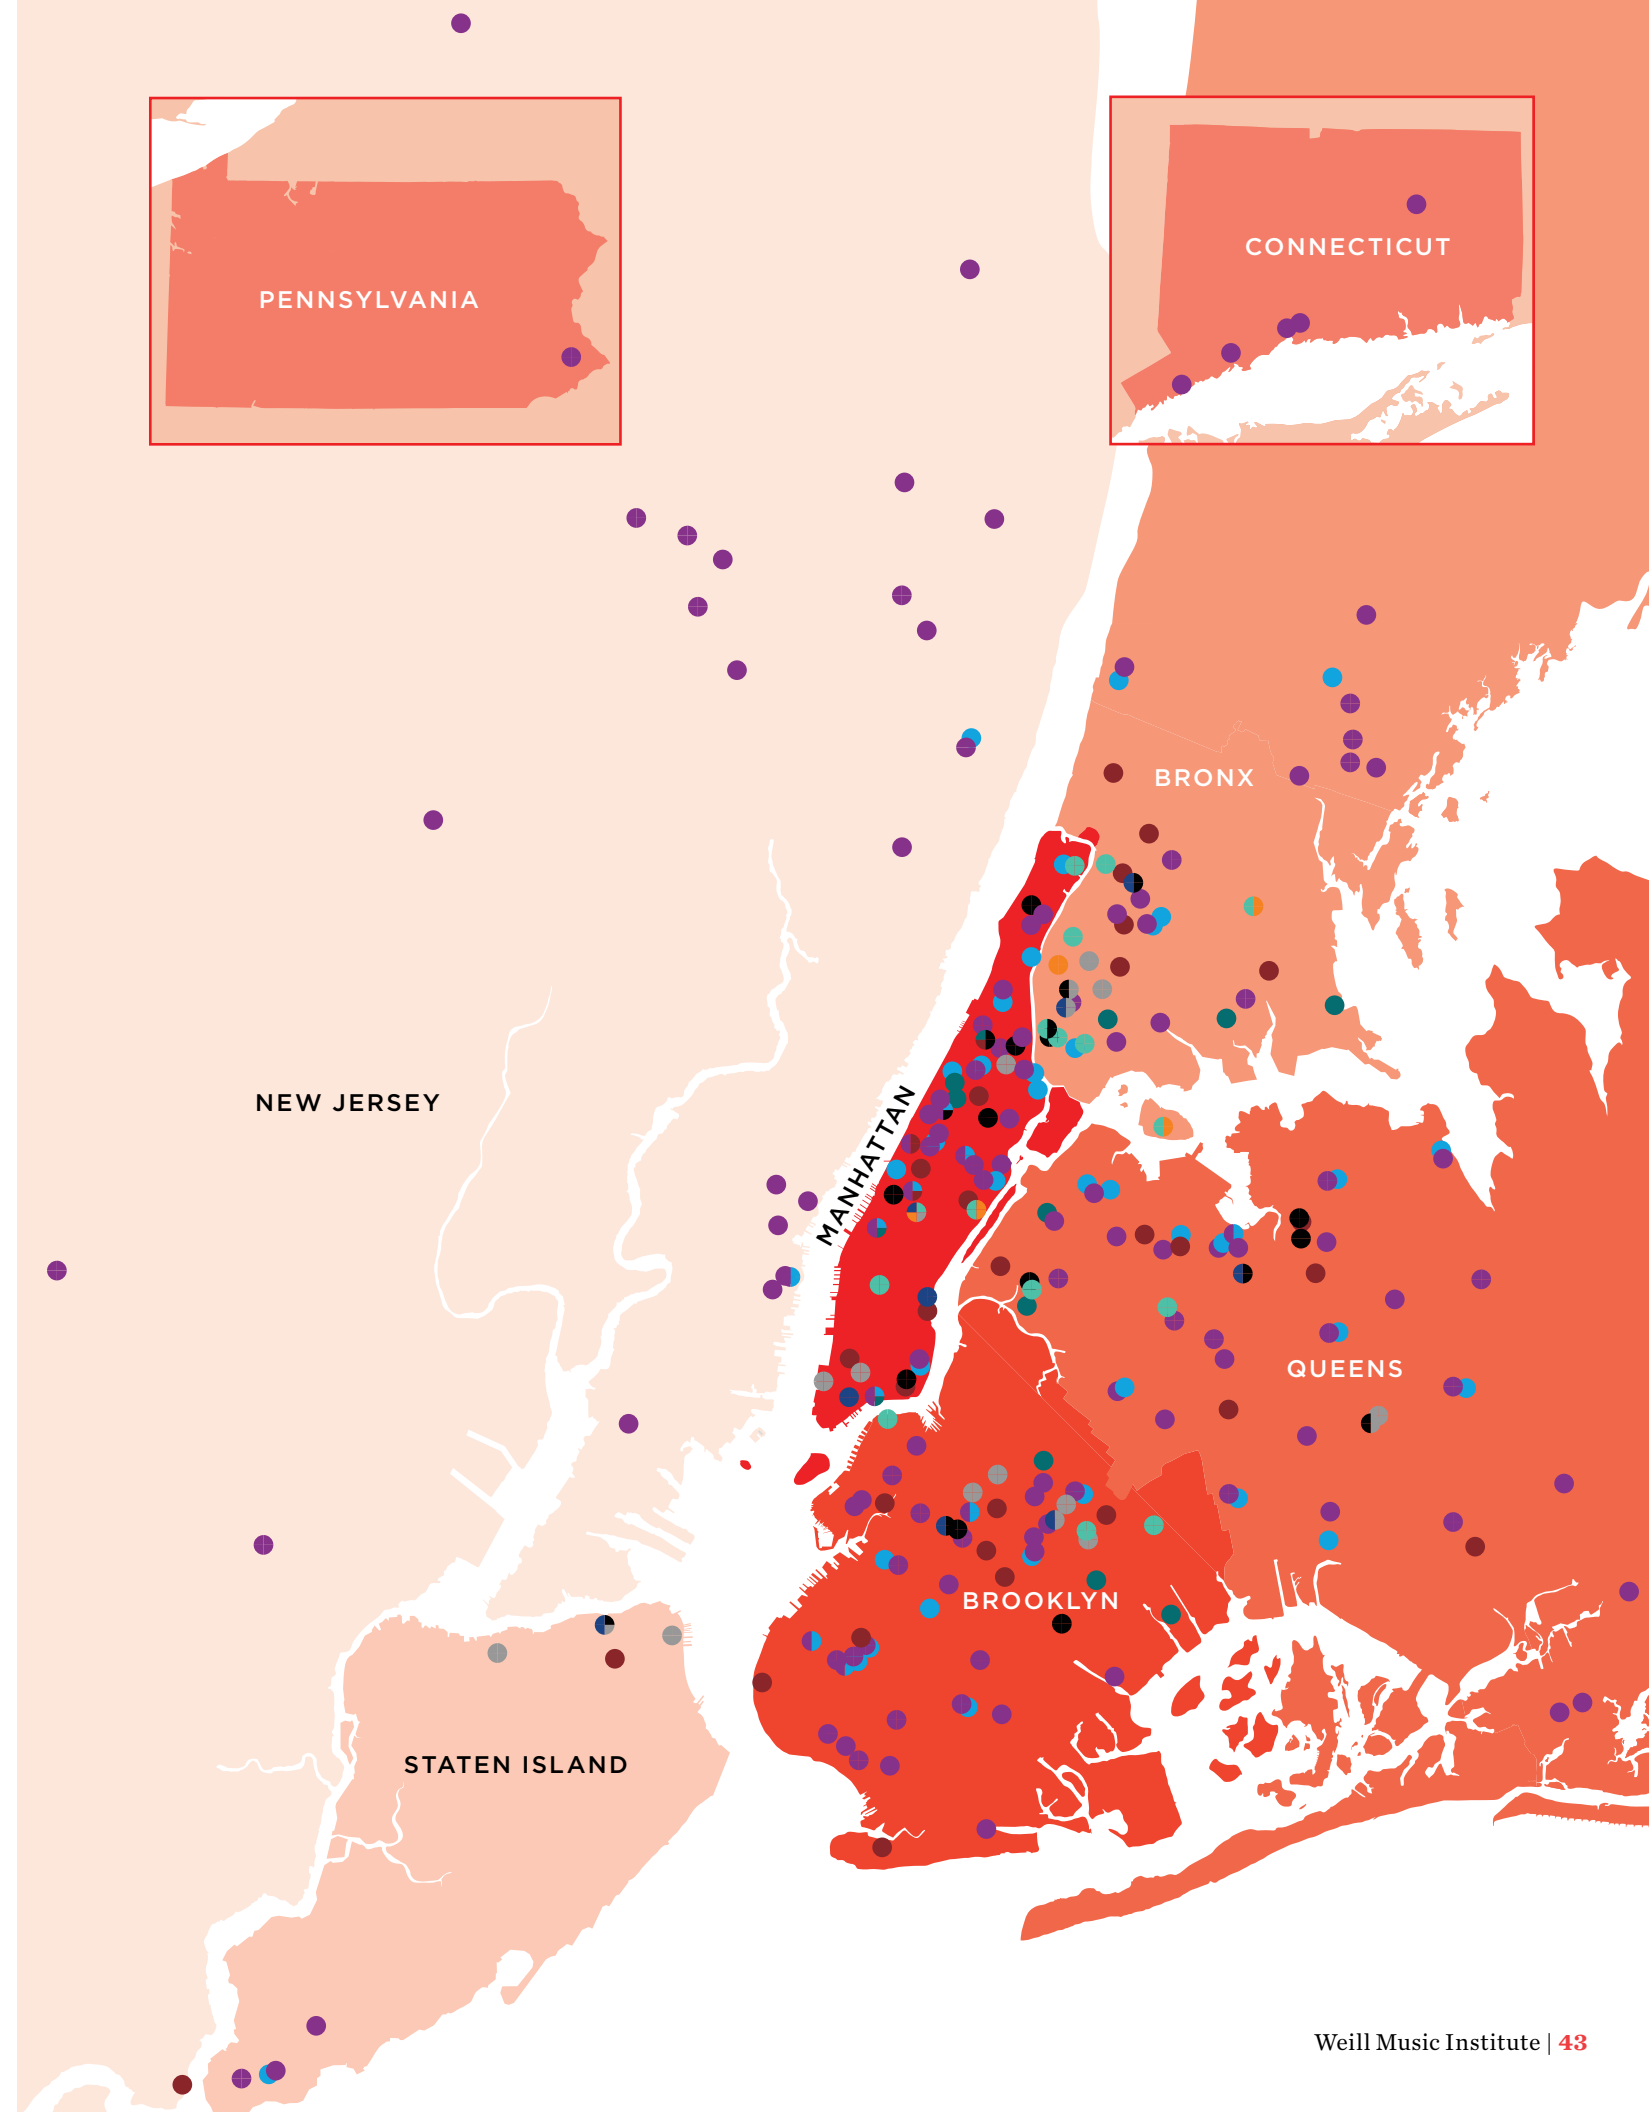 PENNSYLVANIA
CONNECTICUT
BRONX
NEW JERSEY
MANHATTAN
QUEENS
BROOKLYN
STATEN ISLAND
Weill Music Institute | 43